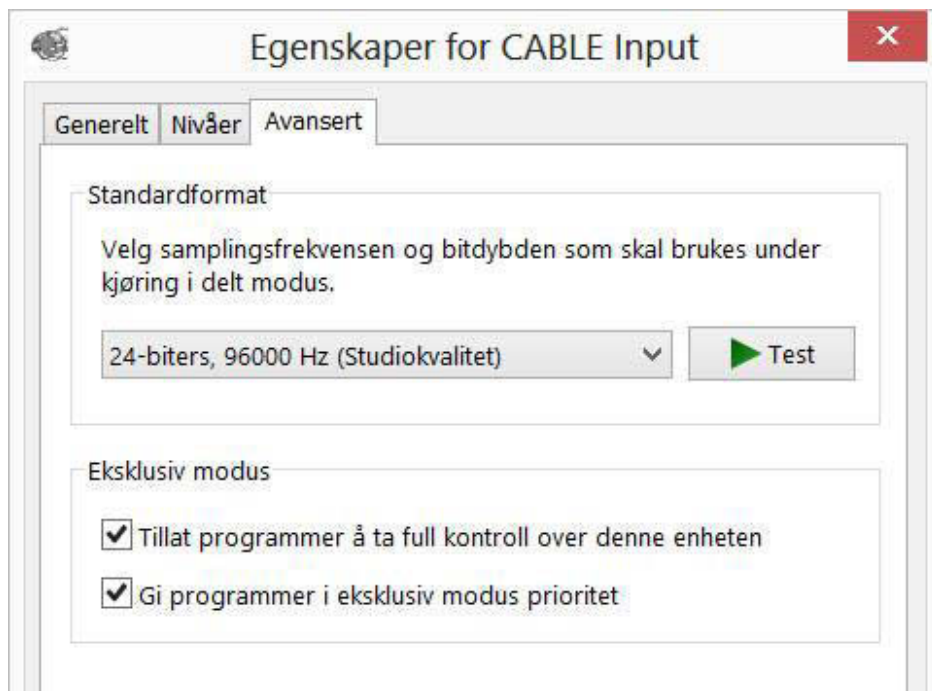 Egenskaper for CABLE Input
Generelt Nivåer Avansert
Standardformat
Velg samplingsfrekvensen og bitdybden som skal brukes under
kjøring i delt modus.
24-biters, 96000 Hz (Studiokvalitet) Test
Eksklusiv modus
Tillat programmer å ta full kontroll over denne enheten
Gi programmer i eksklusiv modus prioritet